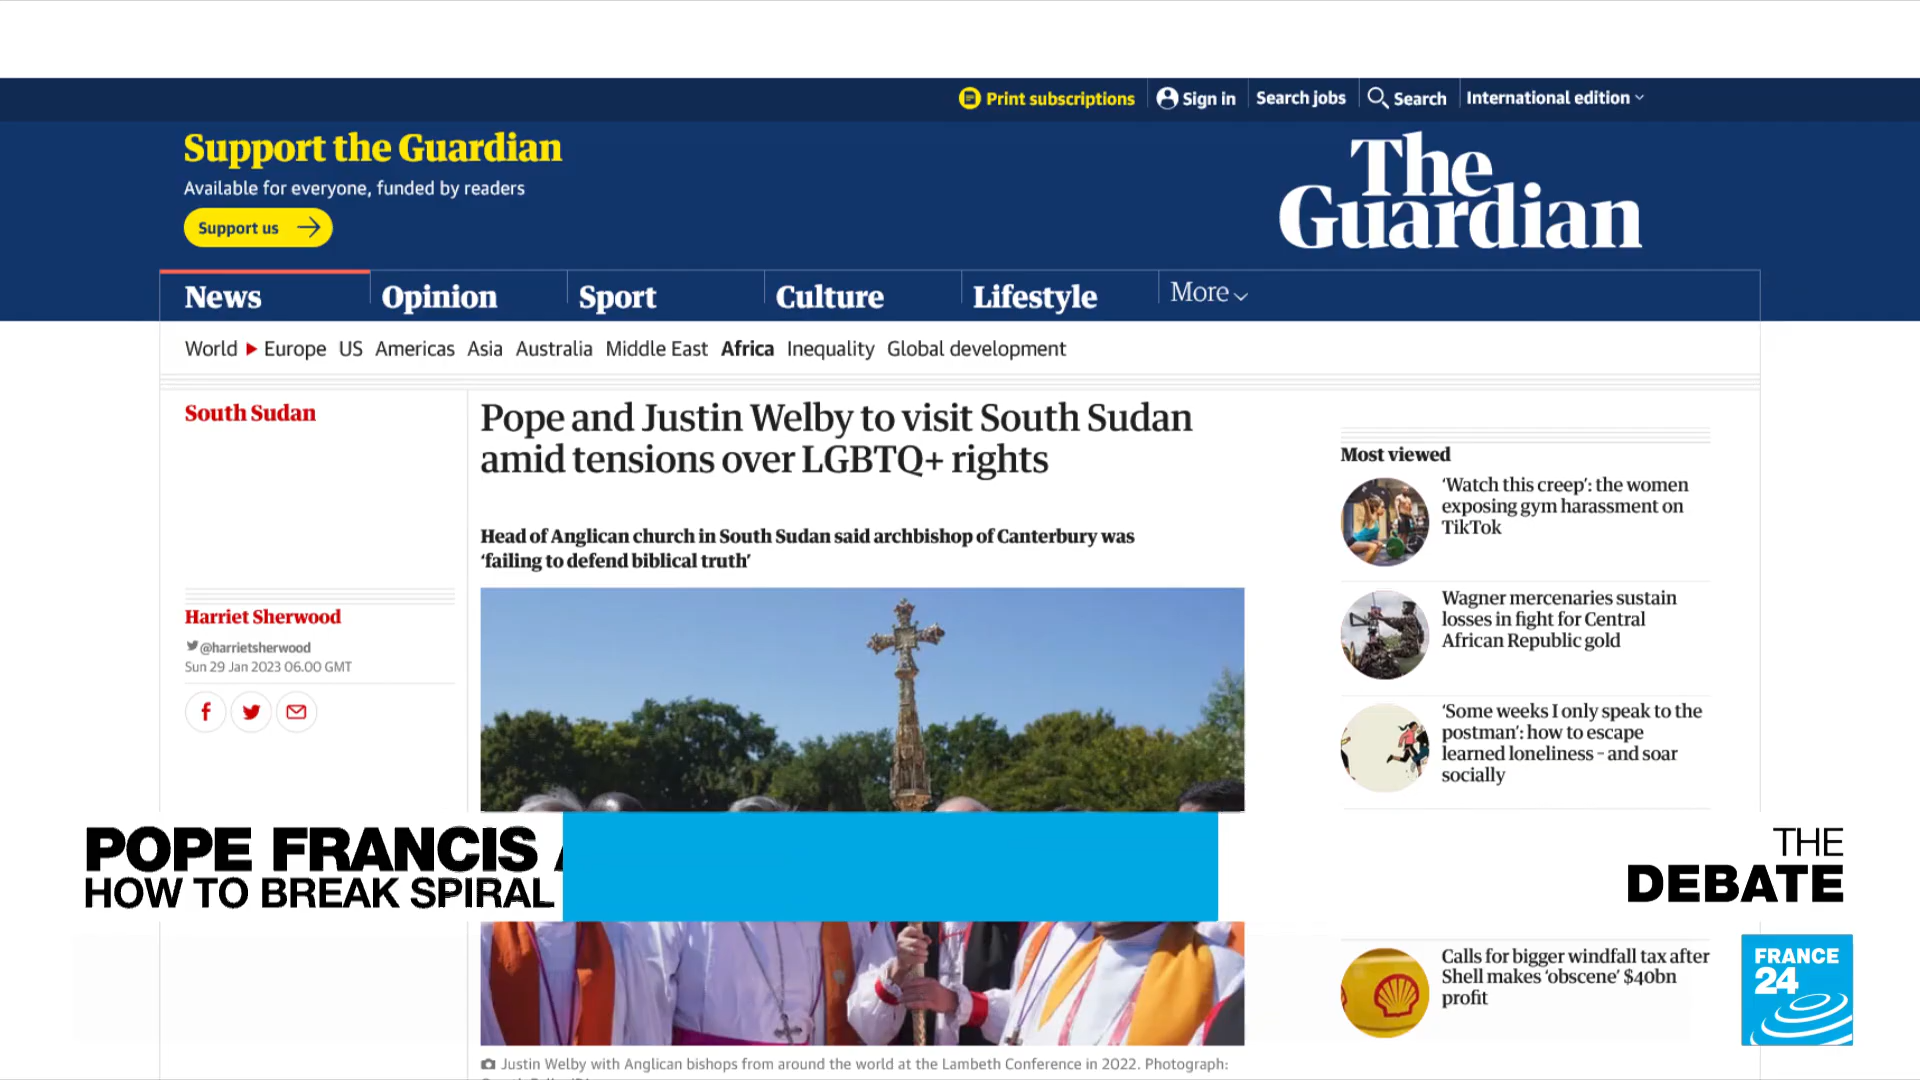 Print subscriptions
Sign in
Search jobs
Search
International edition
Support the Guardian
Available for everyone, funded by readers
Support us
The
Guardian
News
Opinion
Sport
Culture
Lifestyle
More
World
Europe
US
Americas
Asia
Australia
Middle East
Africa
Inequality
Global development
South Sudan
Pope and Justin Welby to visit South Sudan
amid tensions over LGBTQ+ rights
Head of Anglican church in South Sudan said archbishop of Canterbury was
‘failing to defend biblical truth’
Harriet Sherwood
@harrietsherwood
Sun 29 Jan 2023 06.00 GMT
Most viewed
‘Watch this creep’: the women
exposing gym harassment on
TikTok
Wagner mercenaries sustain
losses in fight for Central
African Republic gold
‘Some weeks I only speak to the
postman’: how to escape
learned loneliness – and soar
socially
Calls for bigger windfall tax after
Shell makes ‘obscene’ $40bn
profit
POPE FRANCIS
HOW TO BREAK SPIRAL
THE
DEBATE
FRANCE
24
Justin Welby with Anglican bishops from around the world at the Lambeth Conference in 2022. Photograph: